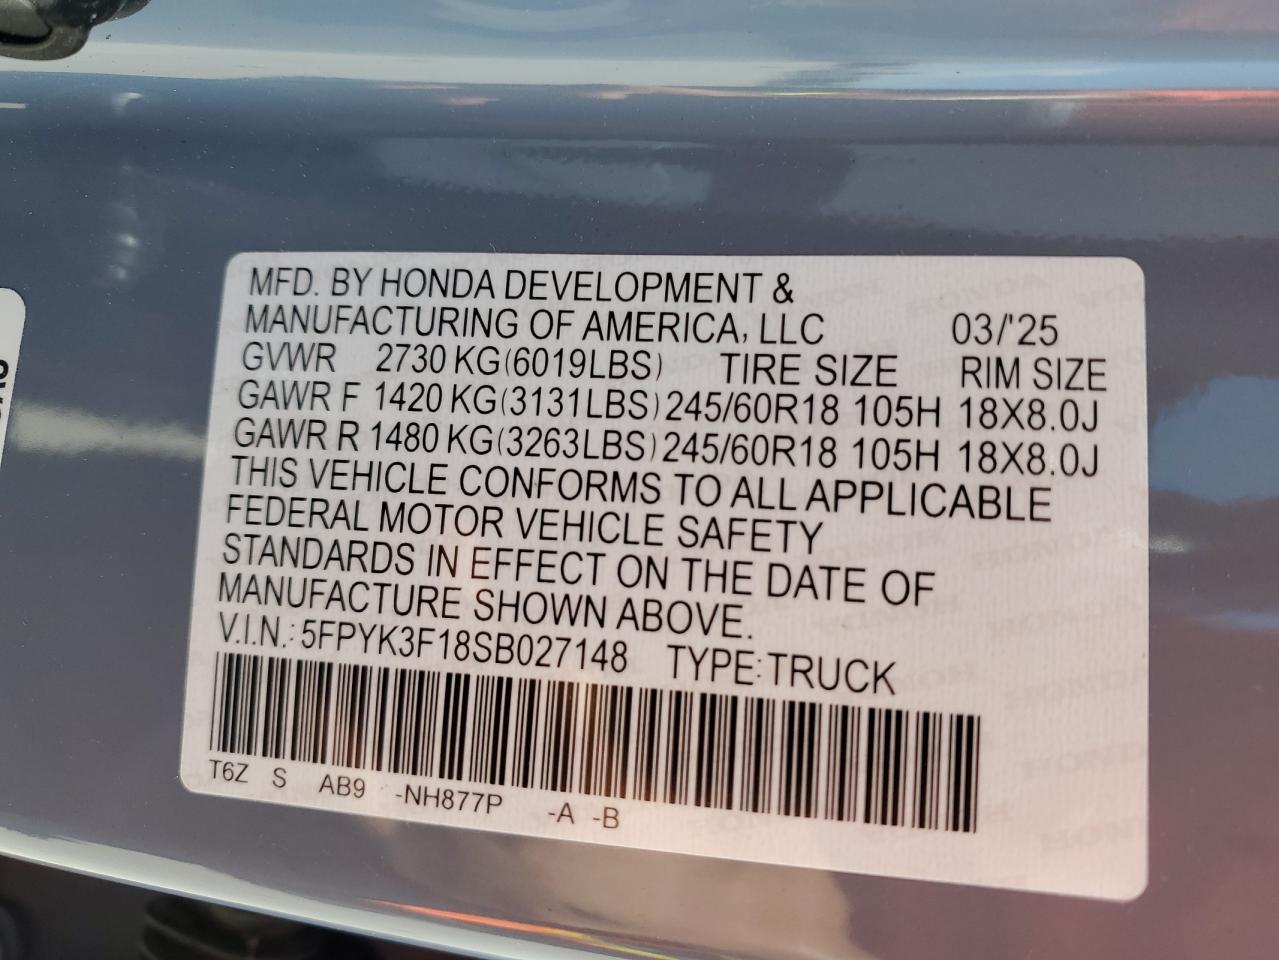 MFD. BY HONDA DEVELOPMENT &
MANUFACTURING OF AMERICA, LLC 03/'25
GVWR 2730 KG(6019LBS) TIRE SIZE RIM SIZE
GAWR F 1420 KG(3131LBS) 245/60R18 105H 18X8.0J
GAWR R 1480 KG(3263LBS) 245/60R18 105H 18X8.0J
THIS VEHICLE CONFORMS TO ALL APPLICABLE
FEDERAL MOTOR VEHICLE SAFETY
STANDARDS IN EFFECT ON THE DATE OF
MANUFACTURE SHOWN ABOVE.
V.I.N.: 5FPYK3F18SB027148 TYPE: TRUCK
T6Z S AB9 -NH877P -A -B